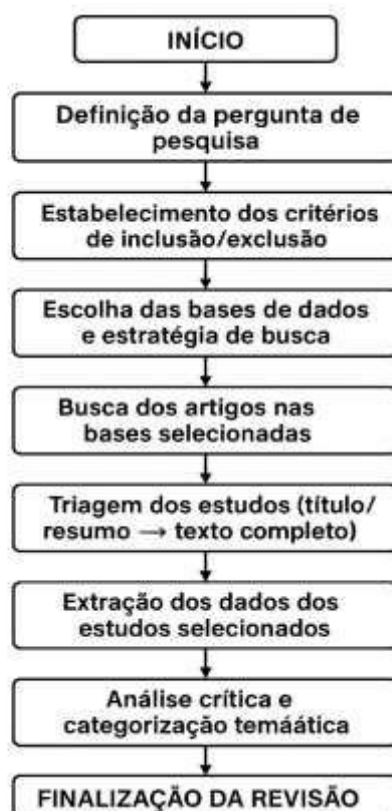 INÍCIO
Definição da pergunta de
pesquisa
Estabelecimento dos critérios
de inclusão/exclusão
Escolha das bases de dados
e estratégia de busca
Busca dos artigos nas
bases selecionadas
Triagem dos estudos (título/
resumo → texto completo)
Extração dos dados dos
estudos selecionados
Análise crítica e
categorização temáática
FINALIZAÇÃO DA REVISÃO